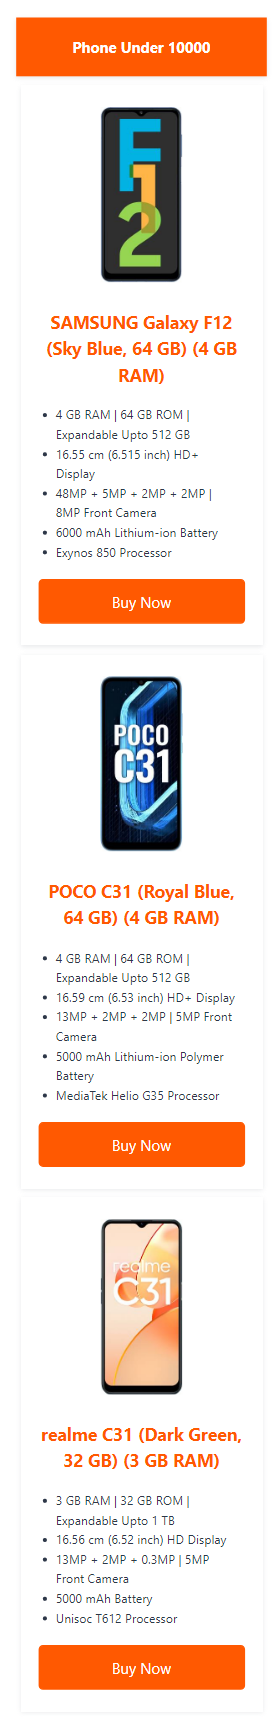 Phone Under 10000
F
1
2
SAMSUNG Galaxy F12
(Sky Blue, 64 GB) (4 GB
RAM)
• 4 GB RAM | 64 GB ROM |
Expandable Upto 512 GB
• 16.55 cm (6.515 inch) HD+
Display
• 48MP + 5MP + 2MP + 2MP |
8MP Front Camera
• 6000 mAh Lithium-ion Battery
• Exynos 850 Processor
Buy Now
POCO
C31
POCO C31 (Royal Blue,
64 GB) (4 GB RAM)
• 4 GB RAM | 64 GB ROM |
Expandable Upto 512 GB
• 16.59 cm (6.53 inch) HD+ Display
• 13MP + 2MP + 2MP | 5MP Front
Camera
• 5000 mAh Lithium-ion Polymer
Battery
• MediaTek Helio G35 Processor
Buy Now
realme
C31
realme C31 (Dark Green,
32 GB) (3 GB RAM)
• 3 GB RAM | 32 GB ROM |
Expandable Upto 1 TB
• 16.56 cm (6.52 inch) HD Display
• 13MP + 2MP + 0.3MP | 5MP
Front Camera
• 5000 mAh Battery
• Unisoc T612 Processor
Buy Now